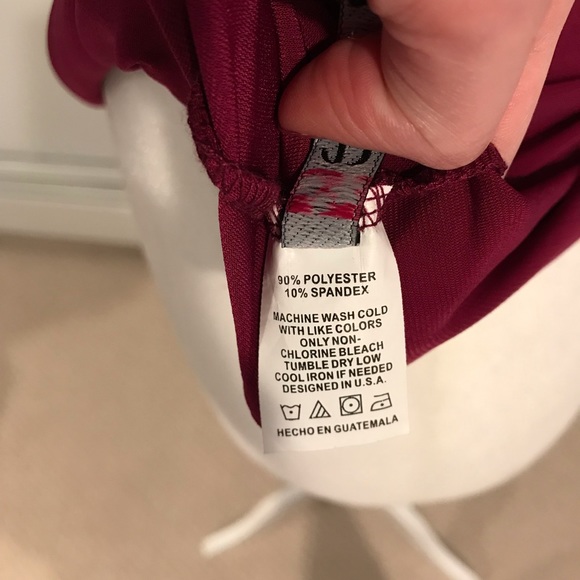 90% POLYESTER
10% SPANDEX
MACHINE WASH COLD
WITH LIKE COLORS
ONLY NON-
CHLORINE BLEACH
TUMBLE DRY LOW
COOL IRON IF NEEDED
DESIGNED IN U.S.A.
HECHO EN GUATEMALA